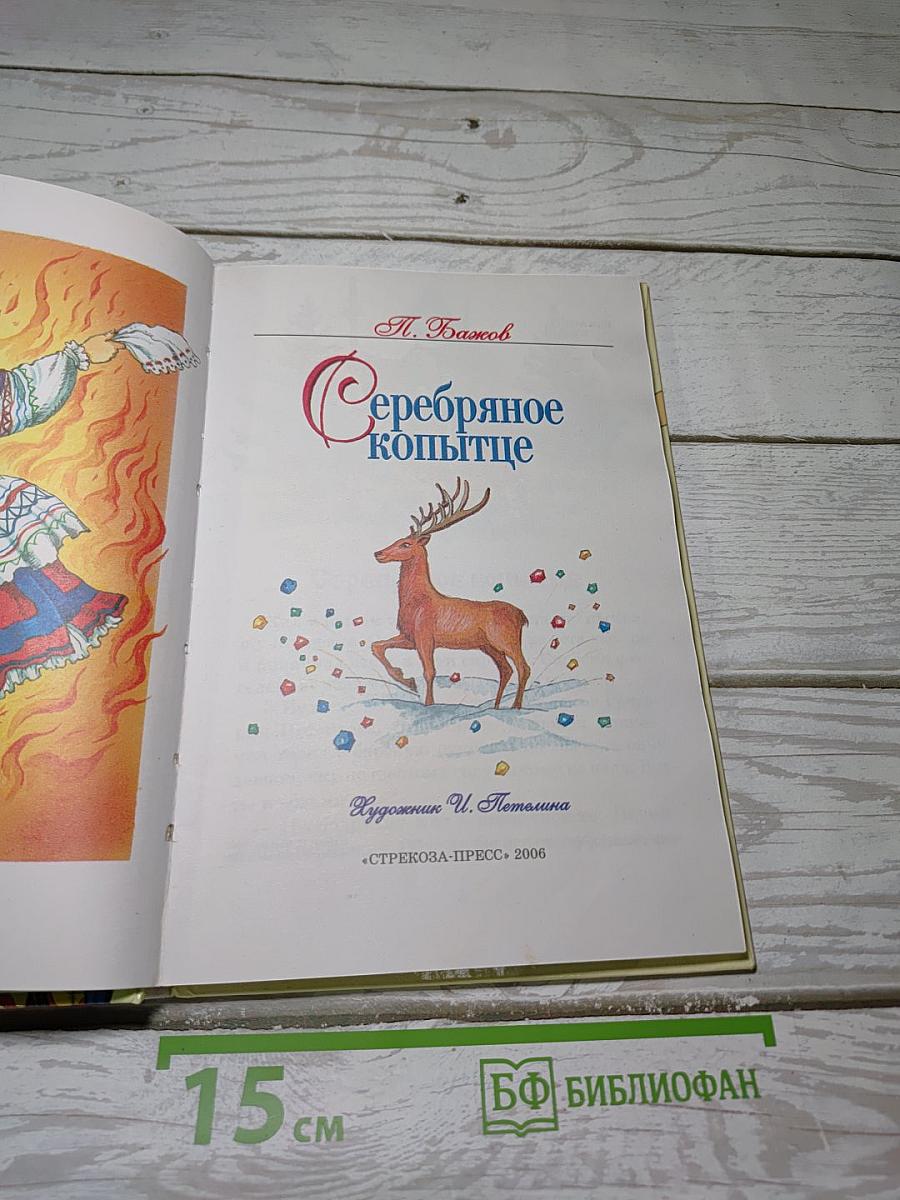 П. Бажов
Серебряное
копытце
Художник И. Петелина
«СТРЕКОЗА-ПРЕСС» 2006
15 см
БФ БИБЛИОФАН